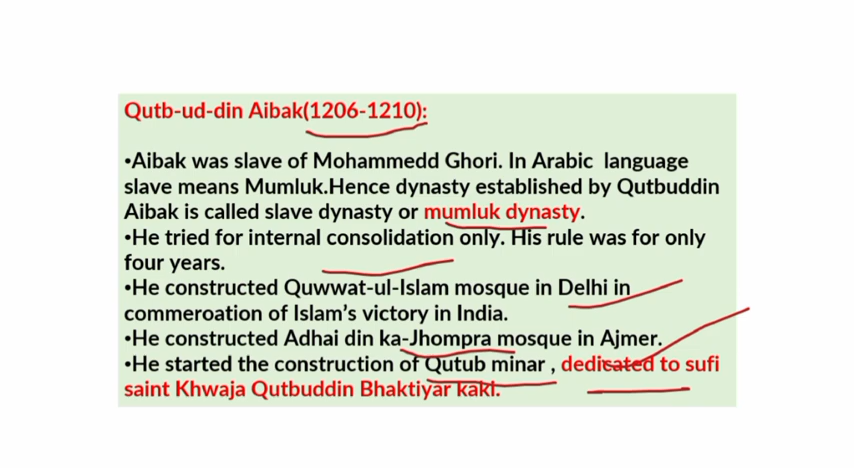 Qutb-ud-din Aibak(1206-1210):
•Aibak was slave of Mohammedd Ghori. In Arabic language
slave means Mumluk.Hence dynasty established by Qutbuddin
Aibak is called slave dynasty or mumluk dynasty.
•He tried for internal consolidation only. His rule was for only
four years.
•He constructed Quwwat-ul-Islam mosque in Delhi in
commeroation of Islam's victory in India.
•He constructed Adhai din ka-Jhompra mosque in Ajmer.
•He started the construction of Qutub minar , dedicated to sufi
saint Khwaja Qutbuddin Bhaktiyar kaki.